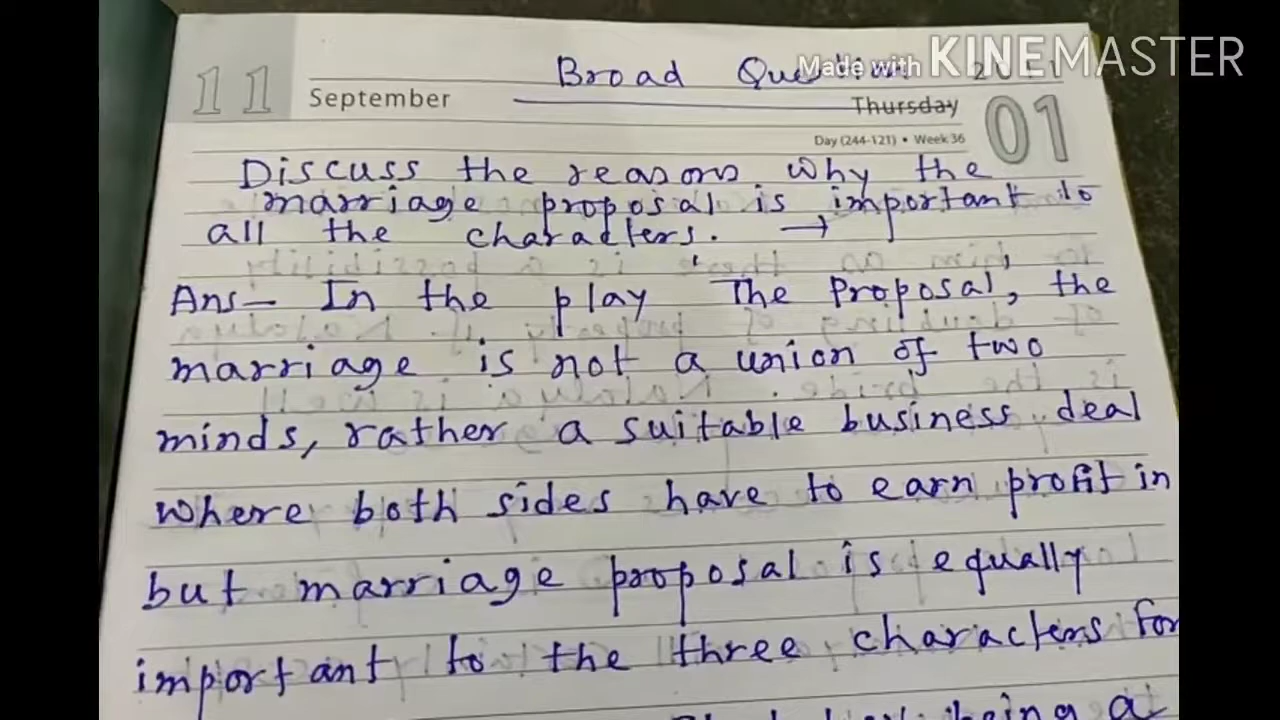 Made with KINEMASTER
11
Broad
September
Thursday
01
Day (244-121) • Week 36
Discuss the reasons why the
marriage proposal is important to
all the characters. →
Ans— In the play 'The Proposal', the
marriage is not a union of two
minds, rather a suitable business deal
where both sides have to earn profit in
but marriage proposal is equally
important to the three characters for
being a